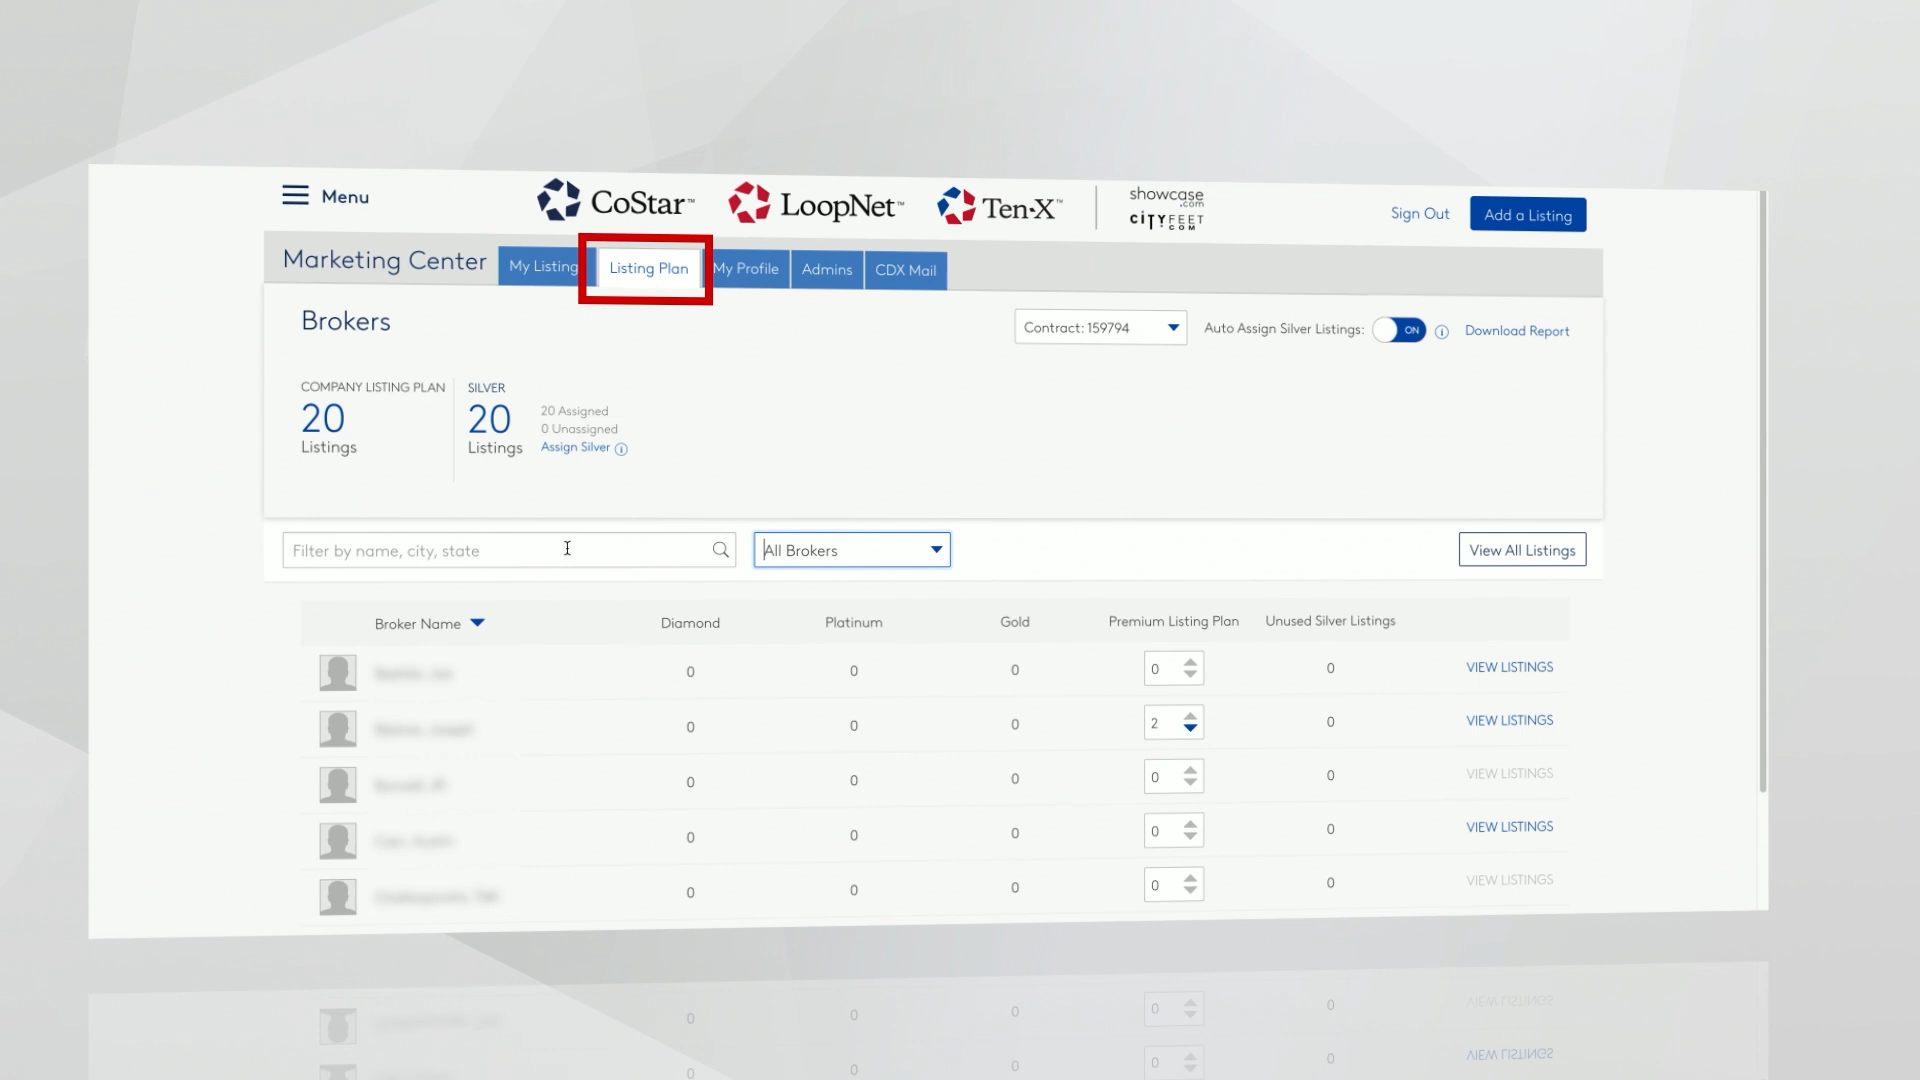 Menu
CoStar™
LoopNet™
Ten-X™
showcase
.com
CiTYFEET
COM
Sign Out
Add a Listing
Marketing Center
My Listing
Listing Plan
My Profile
Admins
CDX Mail
Brokers
Contract: 159794
Auto Assign Silver Listings:
ON
i
Download Report
COMPANY LISTING PLAN
20
Listings
SILVER
20
Listings
20 Assigned
0 Unassigned
Assign Silver i
Filter by name, city, state
All Brokers
View All Listings
Broker Name Diamond Platinum Gold Premium Listing Plan Unused Silver Listings
0 0 0 0 0 VIEW LISTINGS
0 0 0 2 0 VIEW LISTINGS
0 0 0 0 0 VIEW LISTINGS
0 0 0 0 0 VIEW LISTINGS
0 0 0 0 0 VIEW LISTINGS